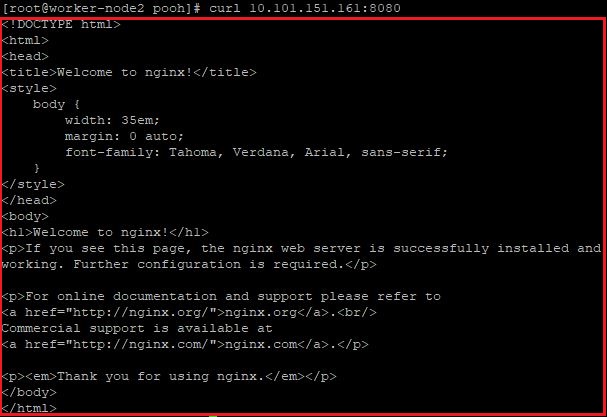 [root@worker-node2 pooh]# curl 10.101.151.161:8080
<!DOCTYPE html>
<html>
<head>
<title>Welcome to nginx!</title>
<style>
    body {
        width: 35em;
        margin: 0 auto;
        font-family: Tahoma, Verdana, Arial, sans-serif;
    }
</style>
</head>
<body>
<h1>Welcome to nginx!</h1>
<p>If you see this page, the nginx web server is successfully installed and
working. Further configuration is required.</p>

<p>For online documentation and support please refer to
<a href="http://nginx.org/">nginx.org</a>.<br/>
Commercial support is available at
<a href="http://nginx.com/">nginx.com</a>.</p>

<p><em>Thank you for using nginx.</em></p>
</body>
</html>